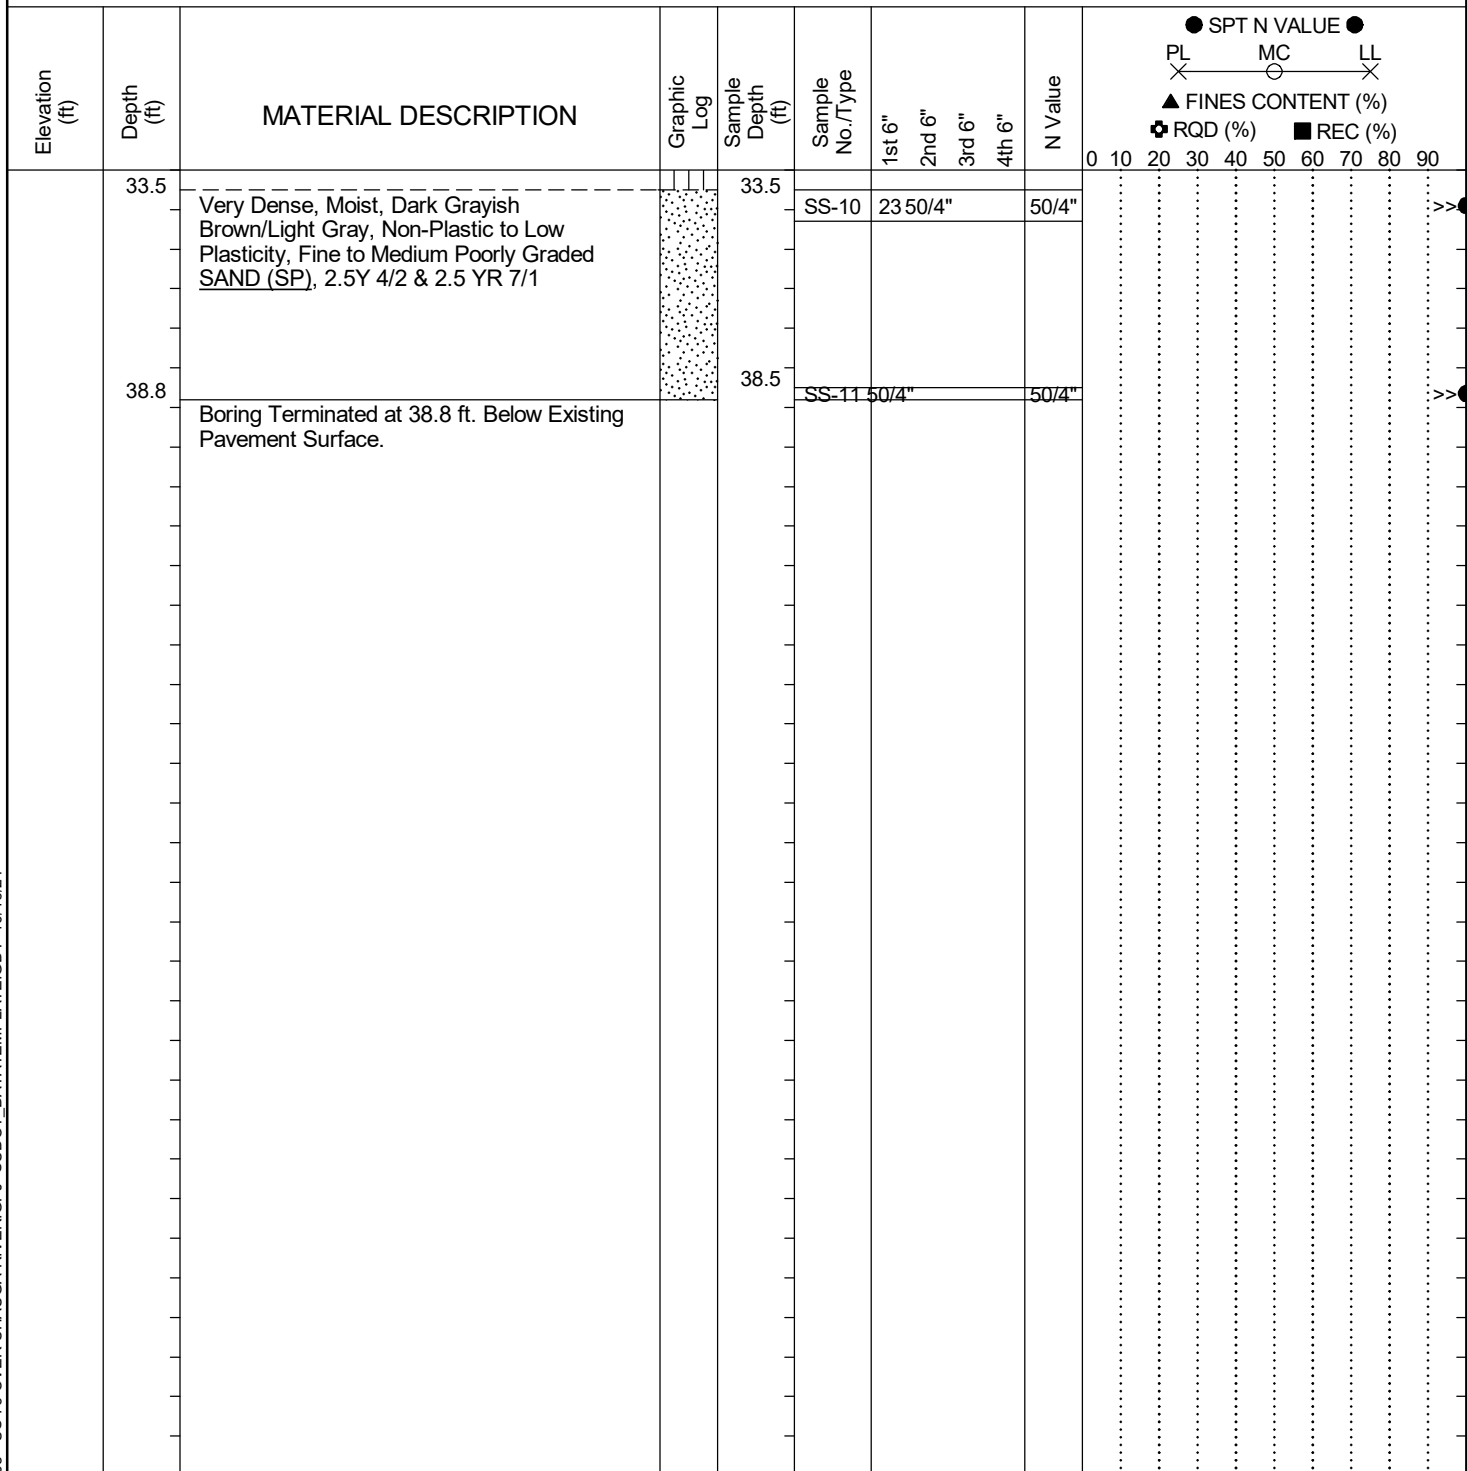 ● SPT N VALUE ●
PL MC LL
▲ FINES CONTENT (%)
RQD (%) ■ REC (%)
Elevation (ft)
Depth (ft)
MATERIAL DESCRIPTION
Graphic Log
Sample Depth (ft)
Sample No./Type
1st 6"
2nd 6"
3rd 6"
4th 6"
N Value
0 10 20 30 40 50 60 70 80 90
33.5
33.5
Very Dense, Moist, Dark Grayish
Brown/Light Gray, Non-Plastic to Low
Plasticity, Fine to Medium Poorly Graded
SAND (SP), 2.5Y 4/2 & 2.5 YR 7/1
SS-10 23 50/4" 50/4" >>●
38.5
38.8
SS-11 50/4" 50/4" >>●
Boring Terminated at 38.8 ft. Below Existing
Pavement Surface.